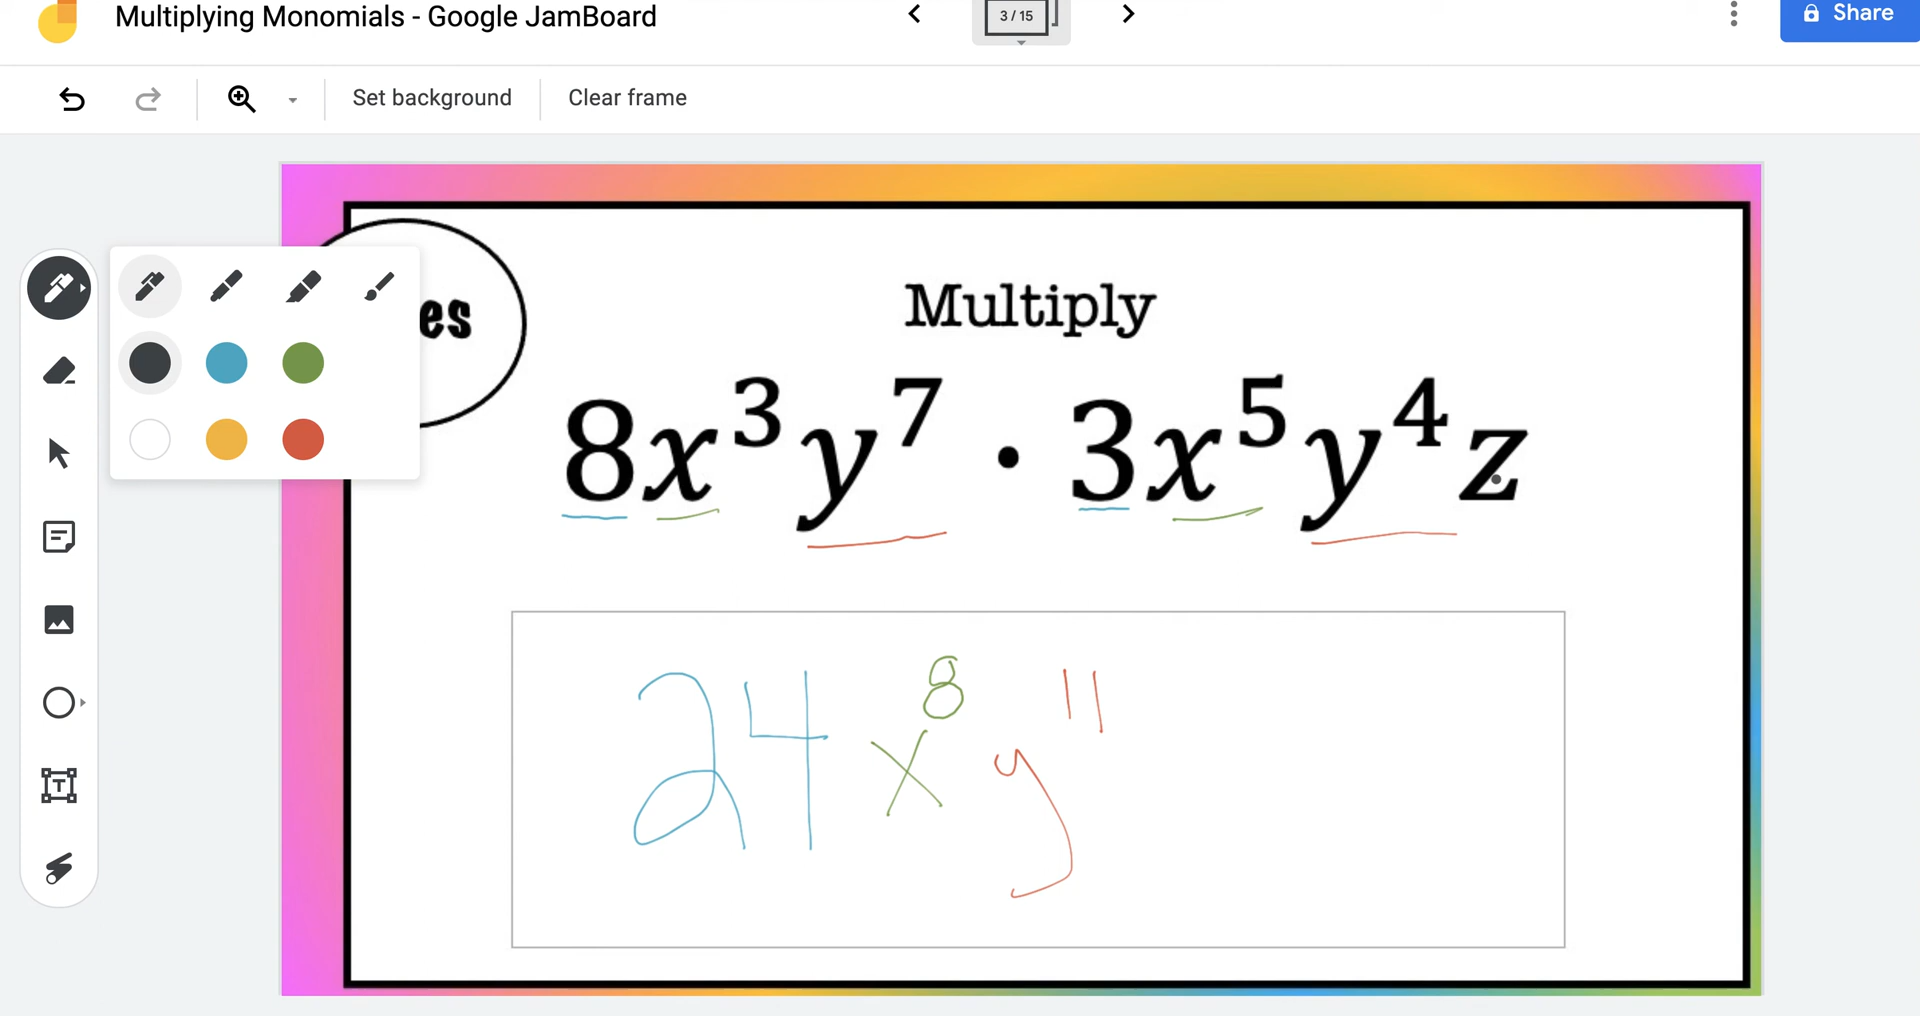 Multiplying Monomials - Google JamBoard
3 / 15
Share
Set background
Clear frame
es
Multiply
8x³y⁷ · 3x⁵y⁴z
24x⁸y¹¹